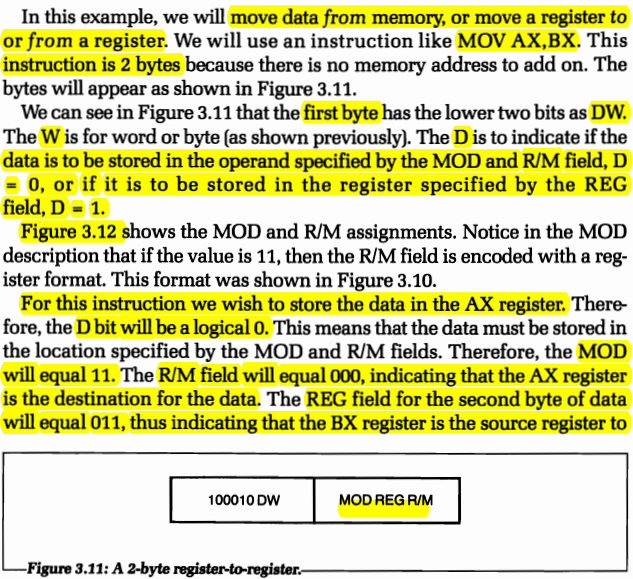 In this example, we will move data from memory, or move a register to
or from a register. We will use an instruction like MOV AX,BX. This
instruction is 2 bytes because there is no memory address to add on. The
bytes will appear as shown in Figure 3.11.
We can see in Figure 3.11 that the first byte has the lower two bits as DW.
The W is for word or byte (as shown previously). The D is to indicate if the
data is to be stored in the operand specified by the MOD and R/M field, D
= 0, or if it is to be stored in the register specified by the REG
field, D = 1.
Figure 3.12 shows the MOD and R/M assignments. Notice in the MOD
description that if the value is 11, then the R/M field is encoded with a reg-
ister format. This format was shown in Figure 3.10.
For this instruction we wish to store the data in the AX register. There-
fore, the D bit will be a logical 0. This means that the data must be stored in
the location specified by the MOD and R/M fields. Therefore, the MOD
will equal 11. The R/M field will equal 000, indicating that the AX register
is the destination for the data. The REG field for the second byte of data
will equal 011, thus indicating that the BX register is the source register to
100010 DW MOD REG R/M
Figure 3.11: A 2-byte register-to-register.